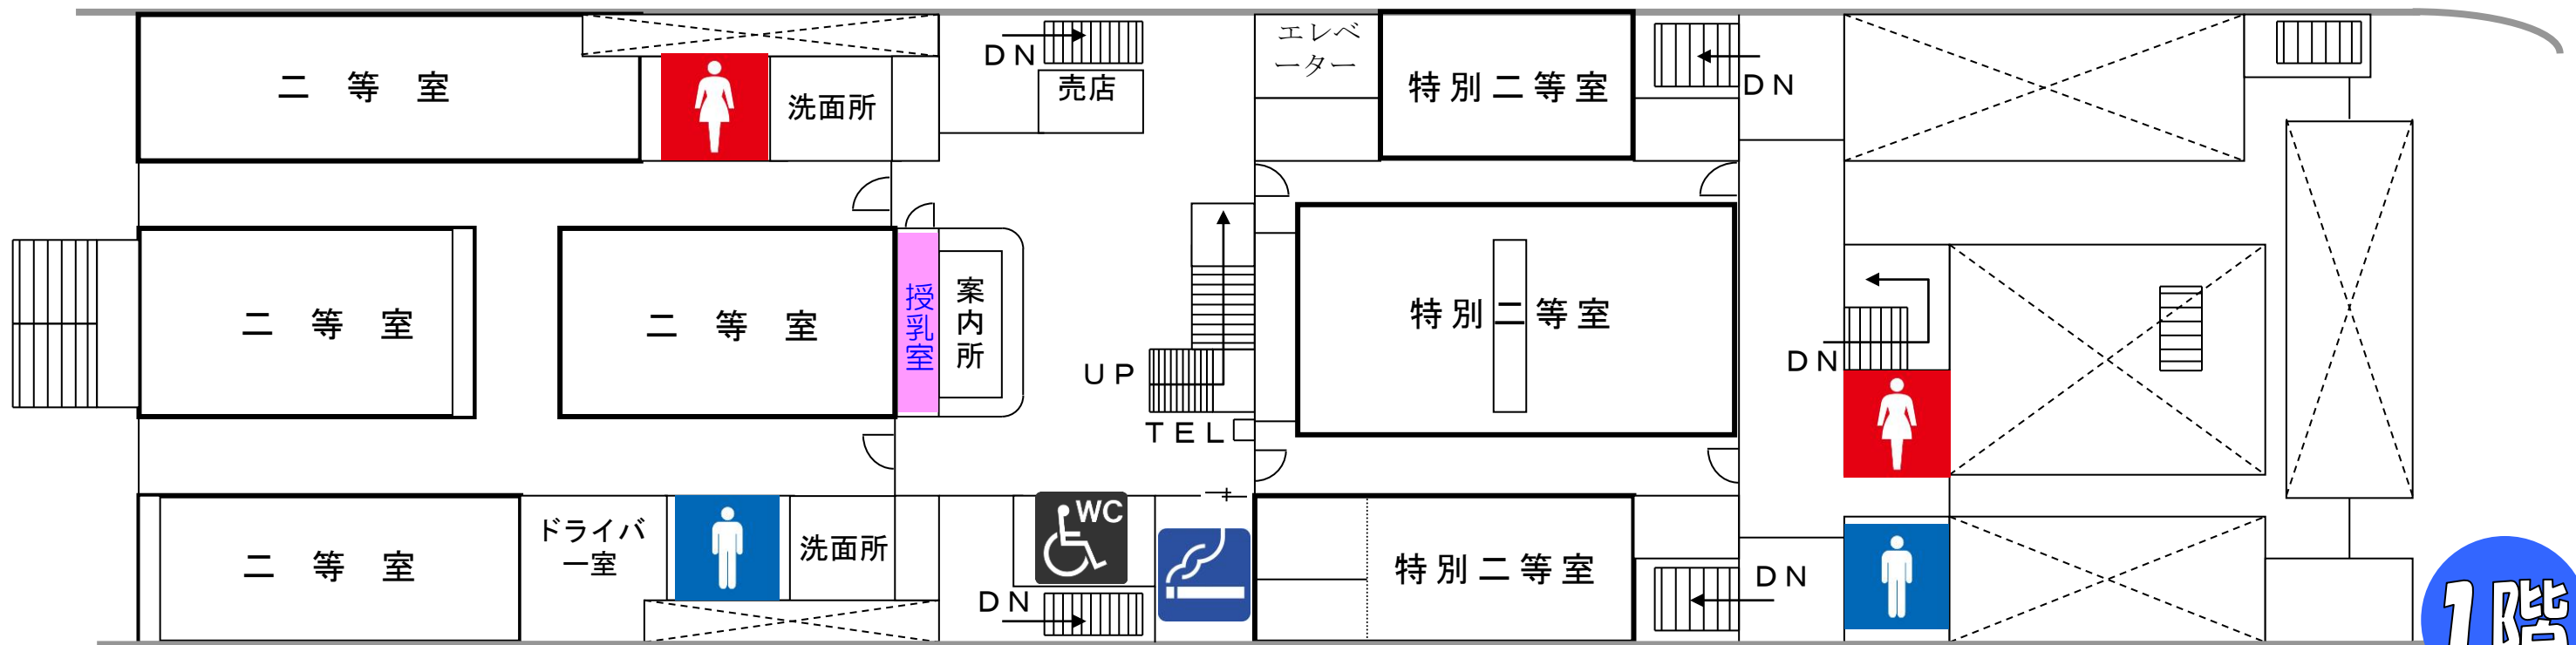 二等室
洗面所
DN
売店
エレベ
ーター
特別二等室
DN
二等室
二等室
授乳室
案内所
UP
TEL
特別二等室
DN
二等室
ドライバ
ー室
洗面所
WC
DN
特別二等室
DN
1階